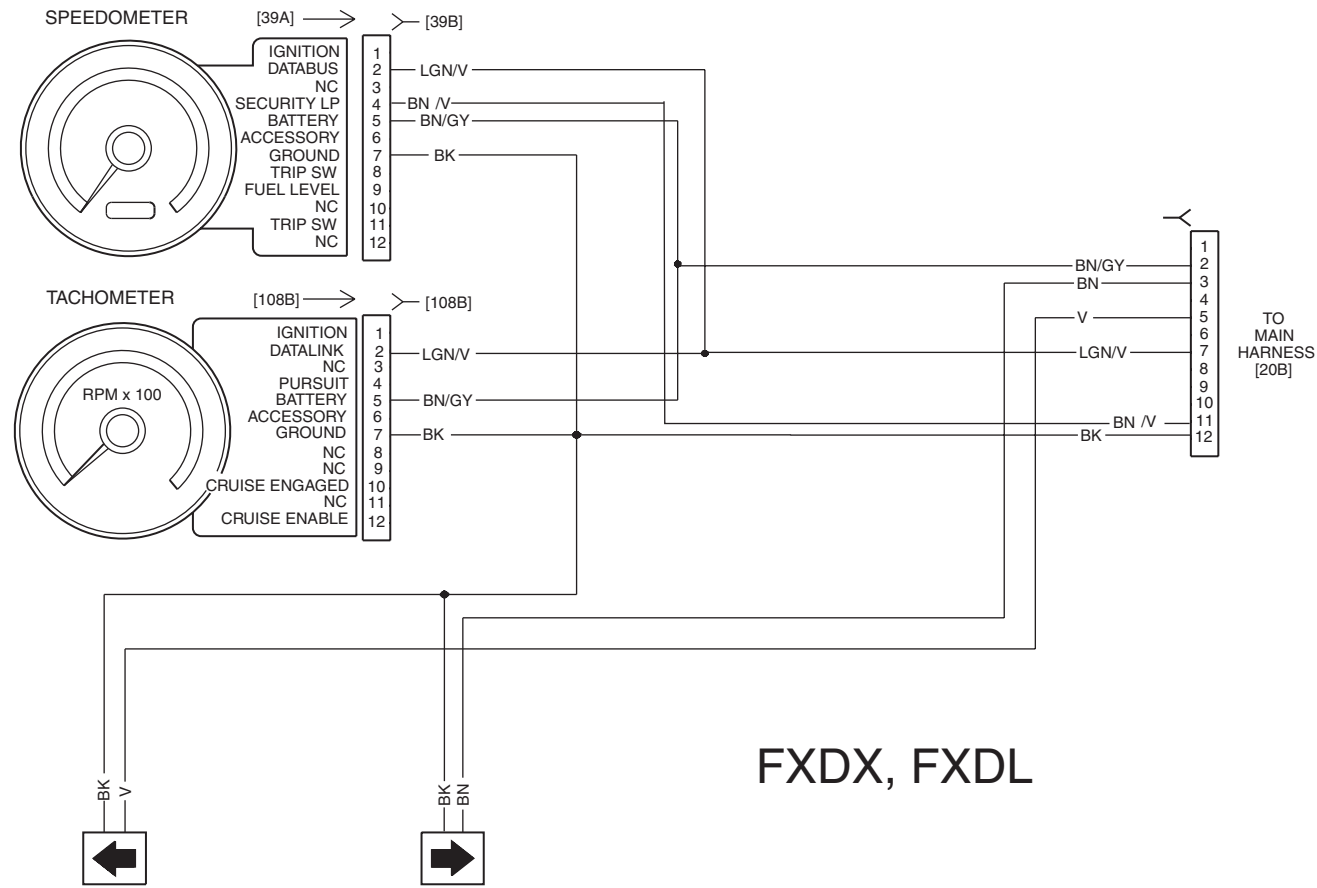 SPEEDOMETER
[39A]
[39B]
IGNITION 1
DATABUS 2 LGN/V
NC 3
SECURITY LP 4 BN /V
BATTERY 5 BN/GY
ACCESSORY 6
GROUND 7 BK
TRIP SW 8
FUEL LEVEL 9
NC 10
TRIP SW 11
NC 12
TACHOMETER
[108B]
[108B]
RPM x 100
IGNITION 1
DATALINK 2 LGN/V
NC 3
PURSUIT 4
BATTERY 5 BN/GY
ACCESSORY 6
GROUND 7 BK
NC 8
NC 9
CRUISE ENGAGED 10
NC 11
CRUISE ENABLE 12
1
BN/GY 2
BN 3
4
V 5
6
LGN/V 7
8
9
10
BN /V 11
BK 12
TO
MAIN
HARNESS
[20B]
BK
V
BK
BN
FXDX, FXDL